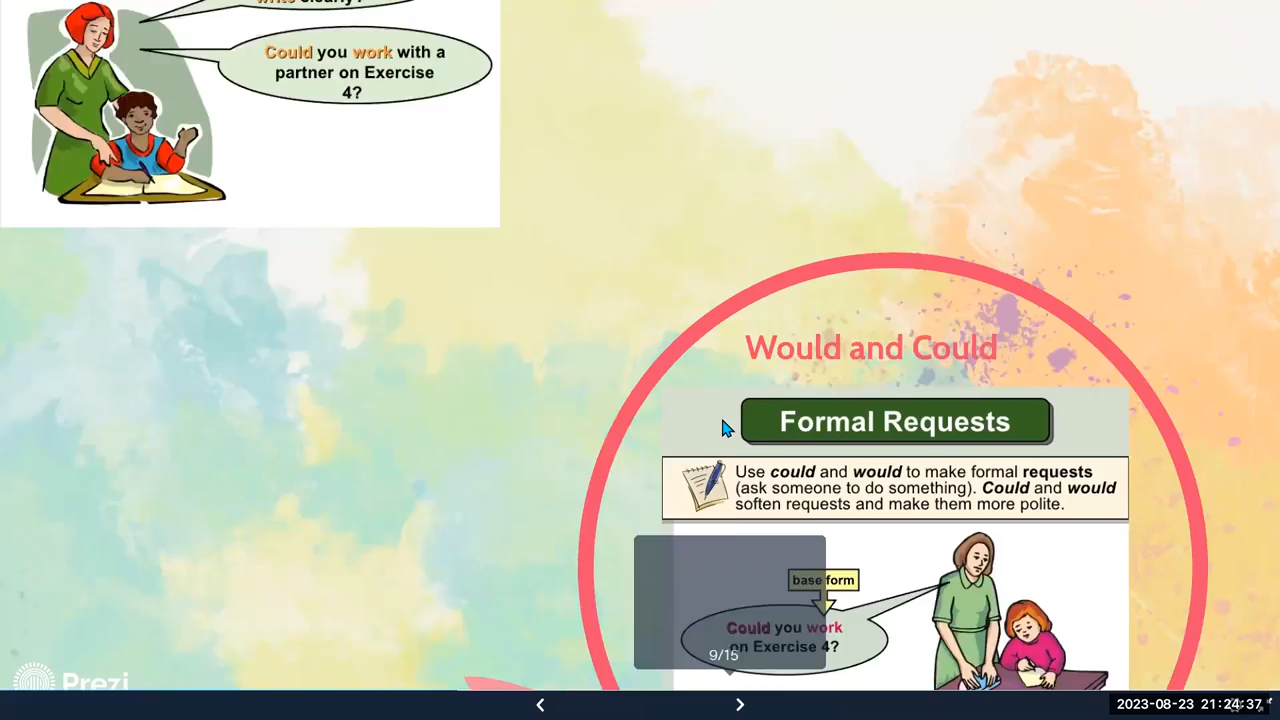 write clearly?
Could you work with a
partner on Exercise
4?
Would and Could
Formal Requests
Use could and would to make formal requests
(ask someone to do something). Could and would
soften requests and make them more polite.
base form
Could you work
on Exercise 4?
9/15
Prezi
2023-08-23 21:24:37